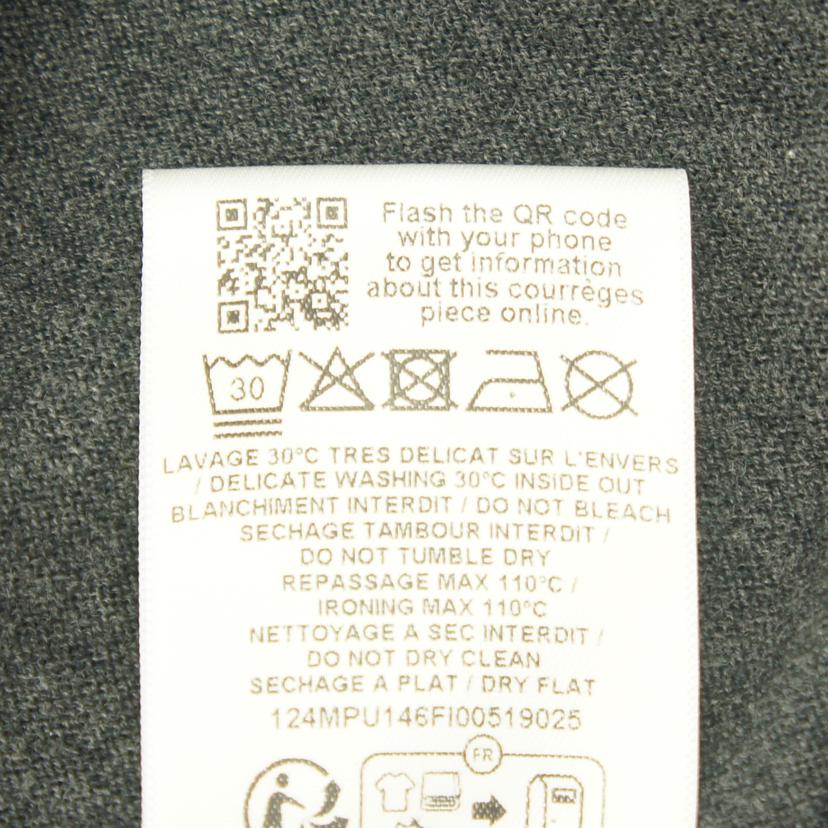 Flash the QR code
with your phone
to get information
about this courrèges
piece online.
30
LAVAGE 30°C TRES DELICAT SUR L'ENVERS
/ DELICATE WASHING 30°C INSIDE OUT
BLANCHIMENT INTERDIT / DO NOT BLEACH
SECHAGE TAMBOUR INTERDIT /
DO NOT TUMBLE DRY
REPASSAGE MAX 110°C /
IRONING MAX 110°C
NETTOYAGE A SEC INTERDIT /
DO NOT DRY CLEAN
SECHAGE A PLAT / DRY FLAT
124MPU146FI00519025
FR